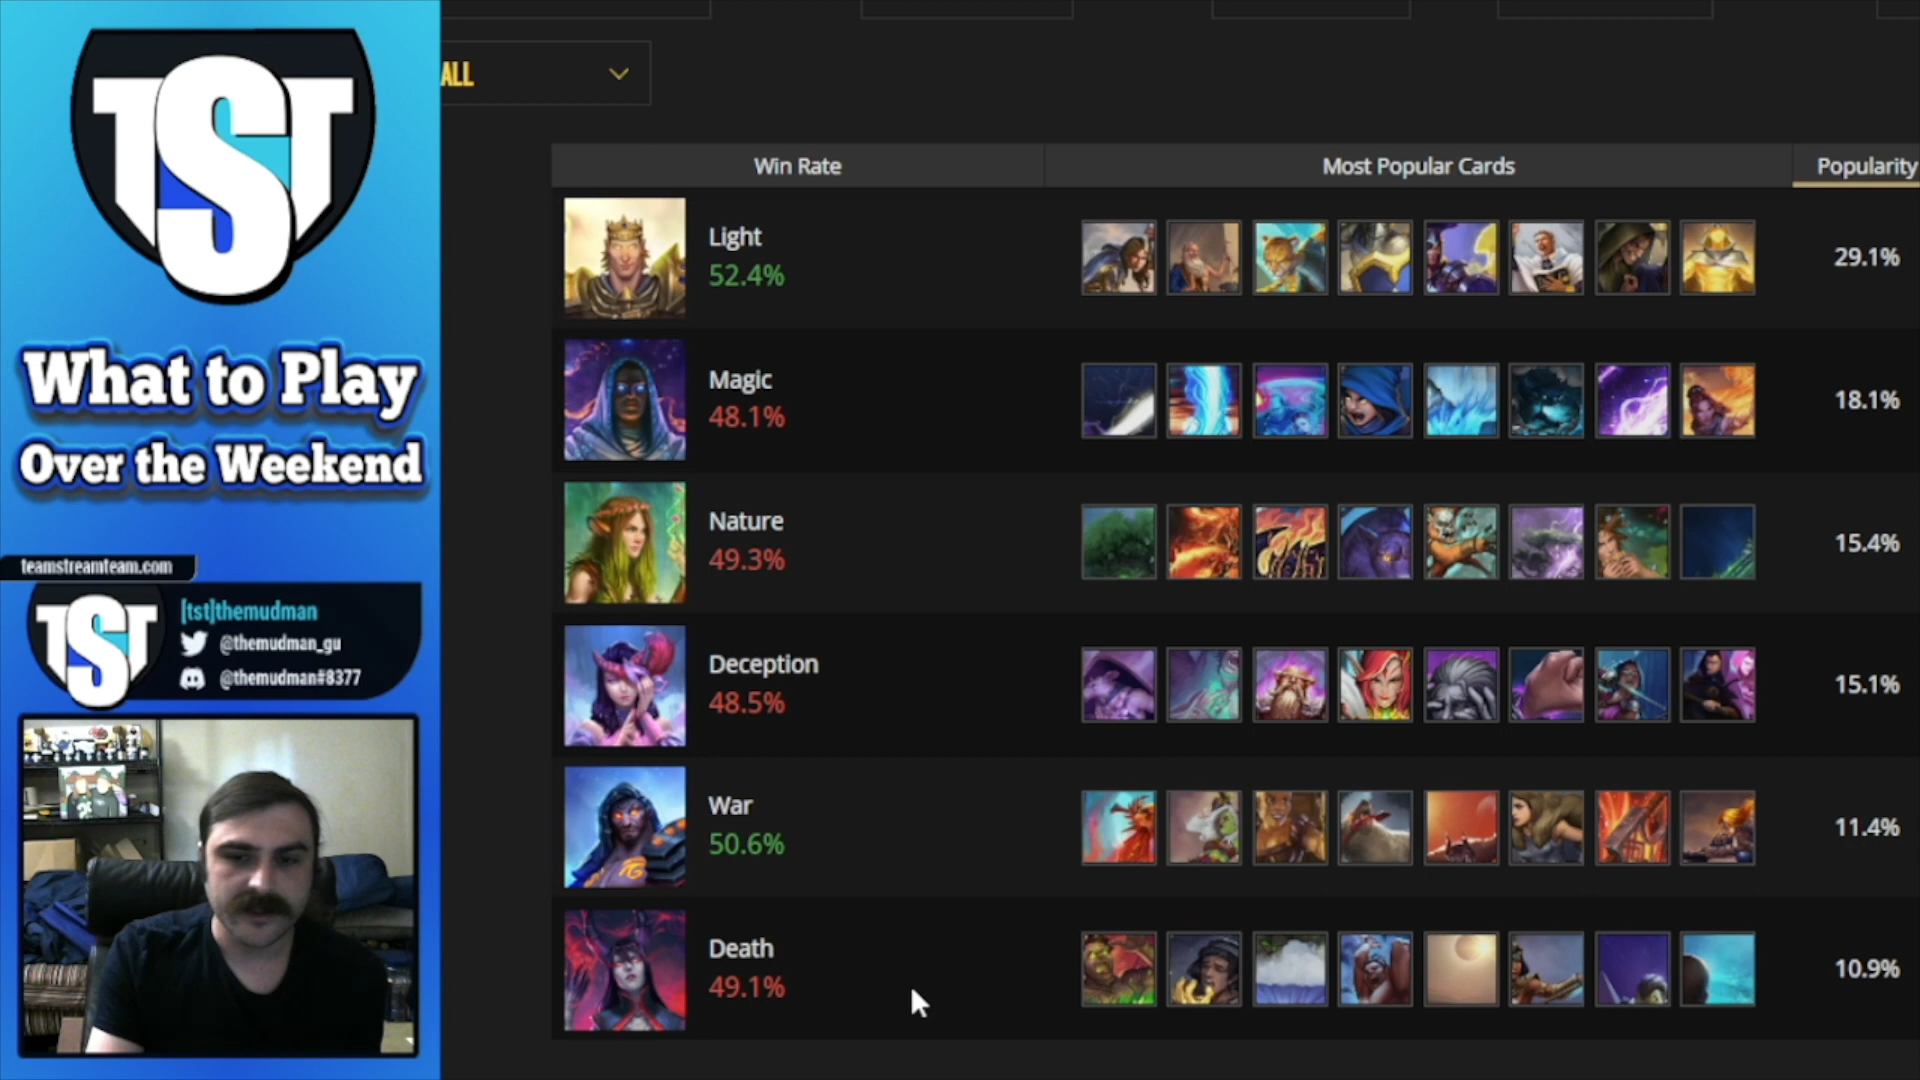 TST
What to Play
Over the Weekend
teamstreamteam.com
TST
[tst]themudman
@themudman_gu
@themudman#8377
ALL
Win Rate Most Popular Cards Popularity
Light
52.4%
29.1%
Magic
48.1%
18.1%
Nature
49.3%
15.4%
Deception
48.5%
15.1%
War
50.6%
11.4%
Death
49.1%
10.9%